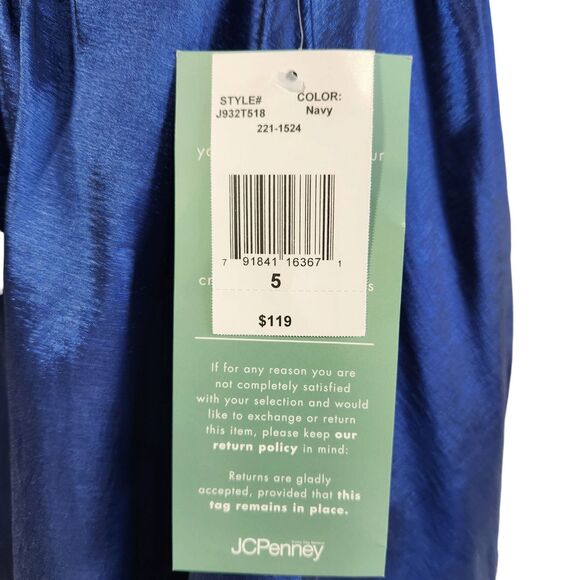 STYLE# COLOR:
J932T518 Navy
221-1524
7 91841 16367 1
5
$119
If for any reason you are
not completely satisfied
with your selection and would
like to exchange or return
this item, please keep our
return policy in mind:
Returns are gladly
accepted, provided that this
tag remains in place.
JCPenney